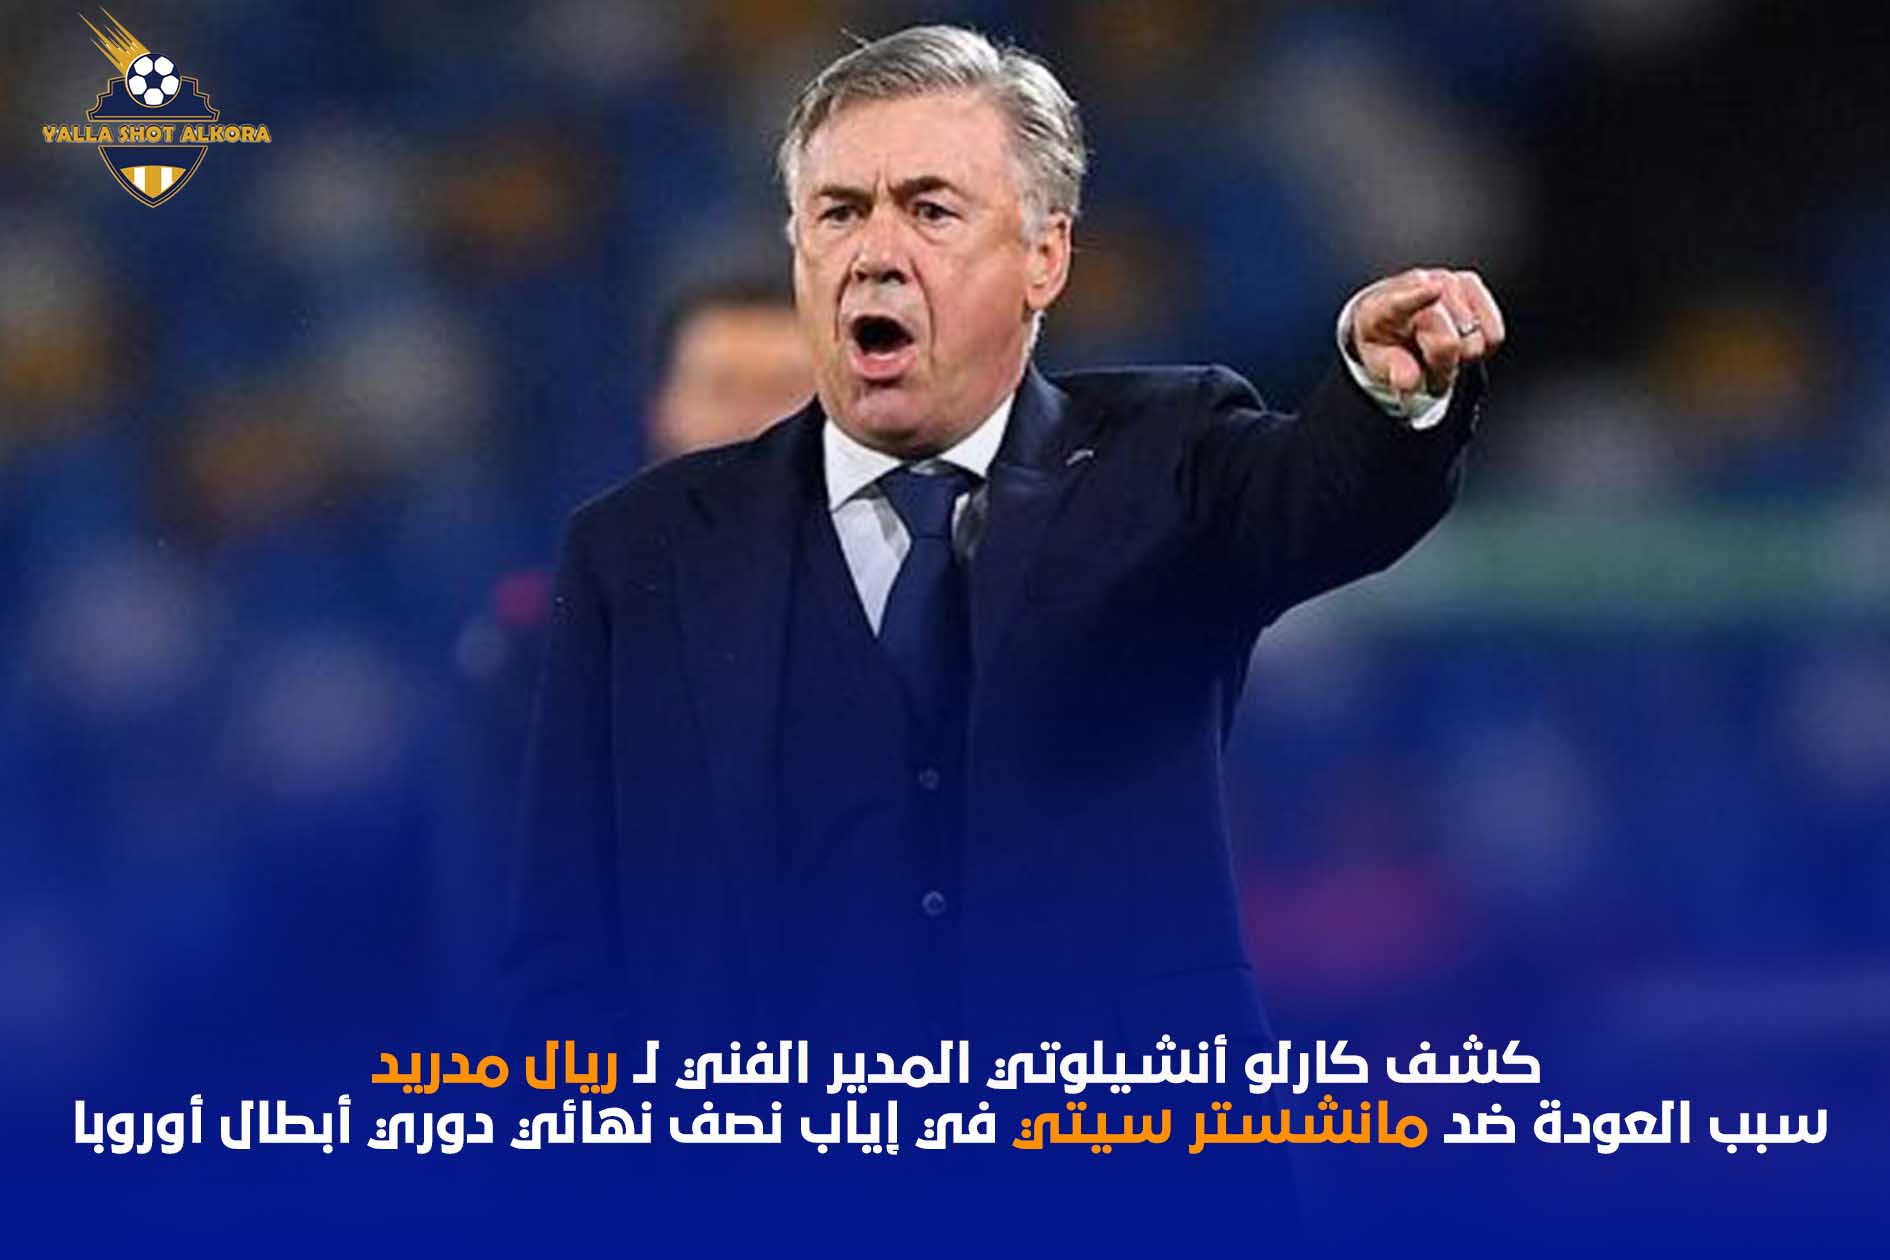 YALLA SHOT ALKORA
كشف كارلو أنشيلوتي المدير الفني لـ ريال مدريد
سبب العودة ضد مانشستر سيتي في إياب نصف نهائي دوري أبطال أوروبا